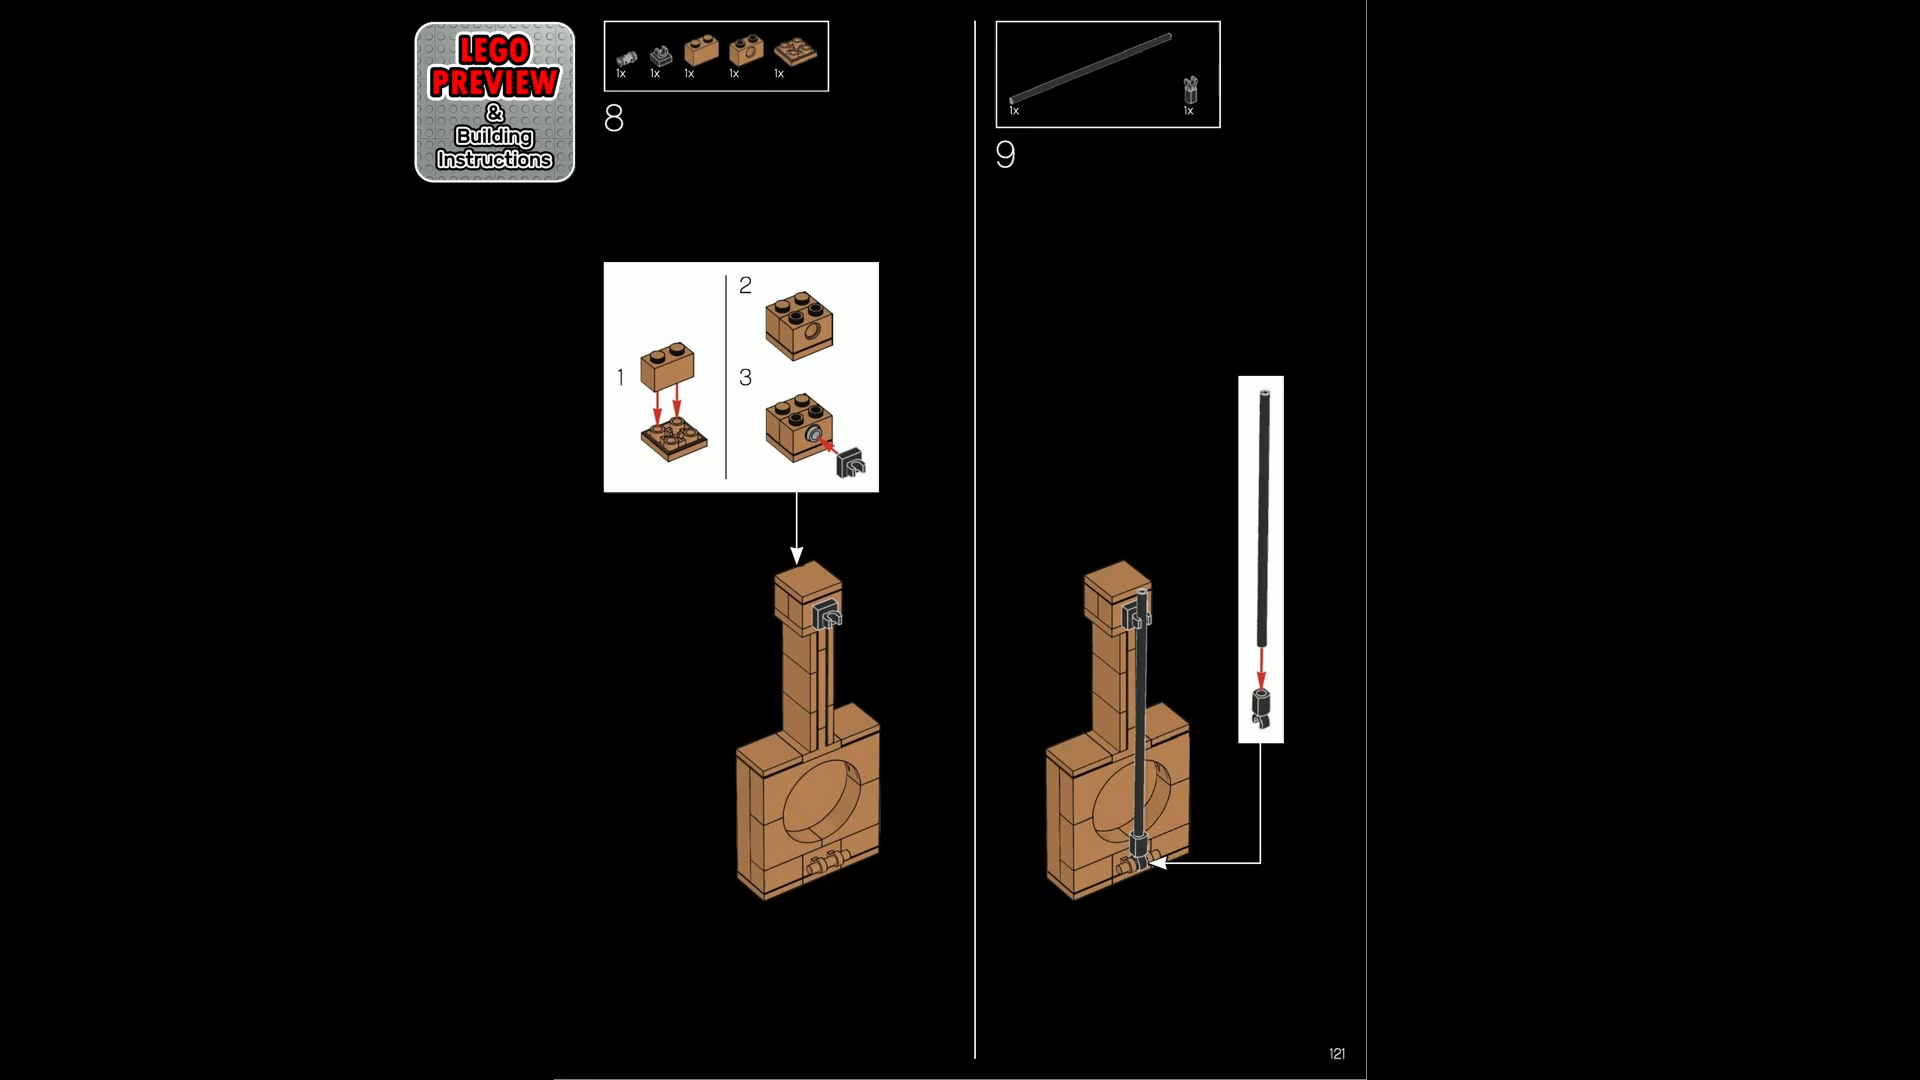 LEGO
PREVIEW
&
Building
Instructions
1x 1x 1x 1x 1x
8
1
2
3
1x 1x
9
121